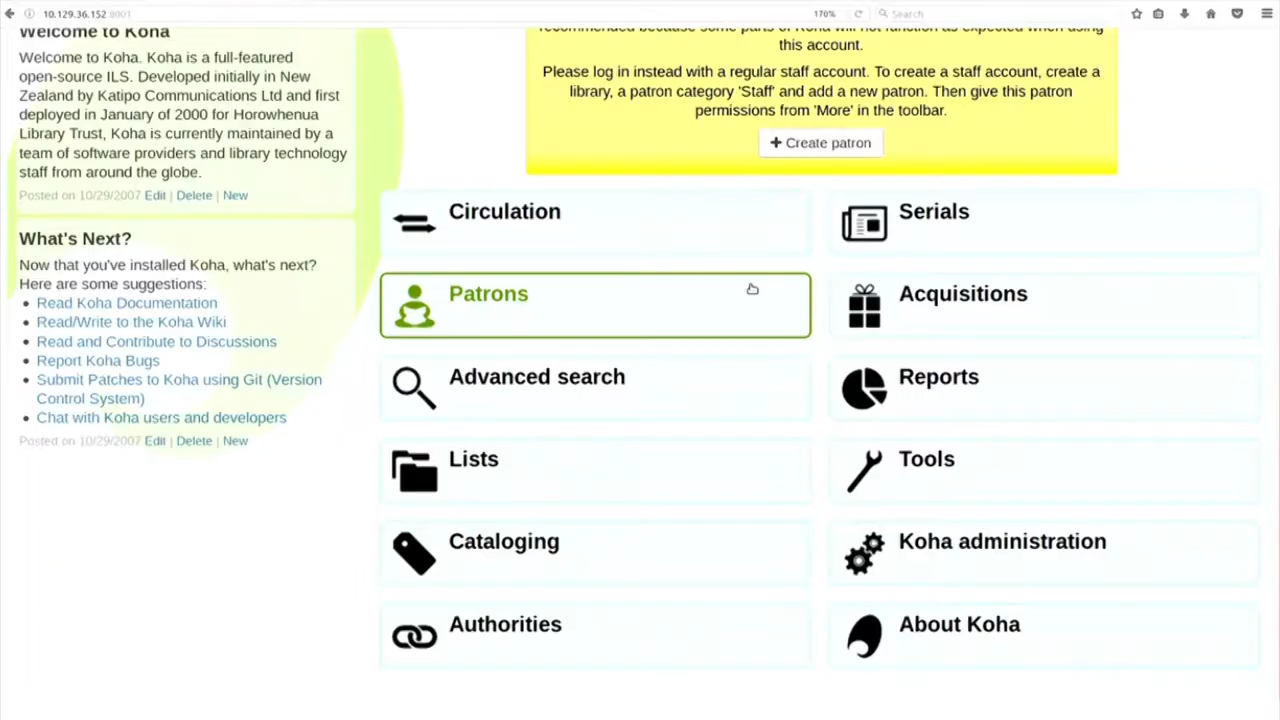 10.129.36.152:8001
170%
Search
Welcome to Koha
Welcome to Koha. Koha is a full-featured
open-source ILS. Developed initially in New
Zealand by Katipo Communications Ltd and first
deployed in January of 2000 for Horowhenua
Library Trust, Koha is currently maintained by a
team of software providers and library technology
staff from around the globe.
Posted on 10/29/2007 Edit | Delete | New
What's Next?
Now that you've installed Koha, what's next?
Here are some suggestions:
Read Koha Documentation
Read/Write to the Koha Wiki
Read and Contribute to Discussions
Report Koha Bugs
Submit Patches to Koha using Git (Version
Control System)
Chat with Koha users and developers
Posted on 10/29/2007 Edit | Delete | New
recommended because some parts of Koha will not function as expected when using
this account.
Please log in instead with a regular staff account. To create a staff account, create a
library, a patron category 'Staff' and add a new patron. Then give this patron
permissions from 'More' in the toolbar.
+ Create patron
Circulation
Serials
Patrons
Acquisitions
Advanced search
Reports
Lists
Tools
Cataloging
Koha administration
Authorities
About Koha